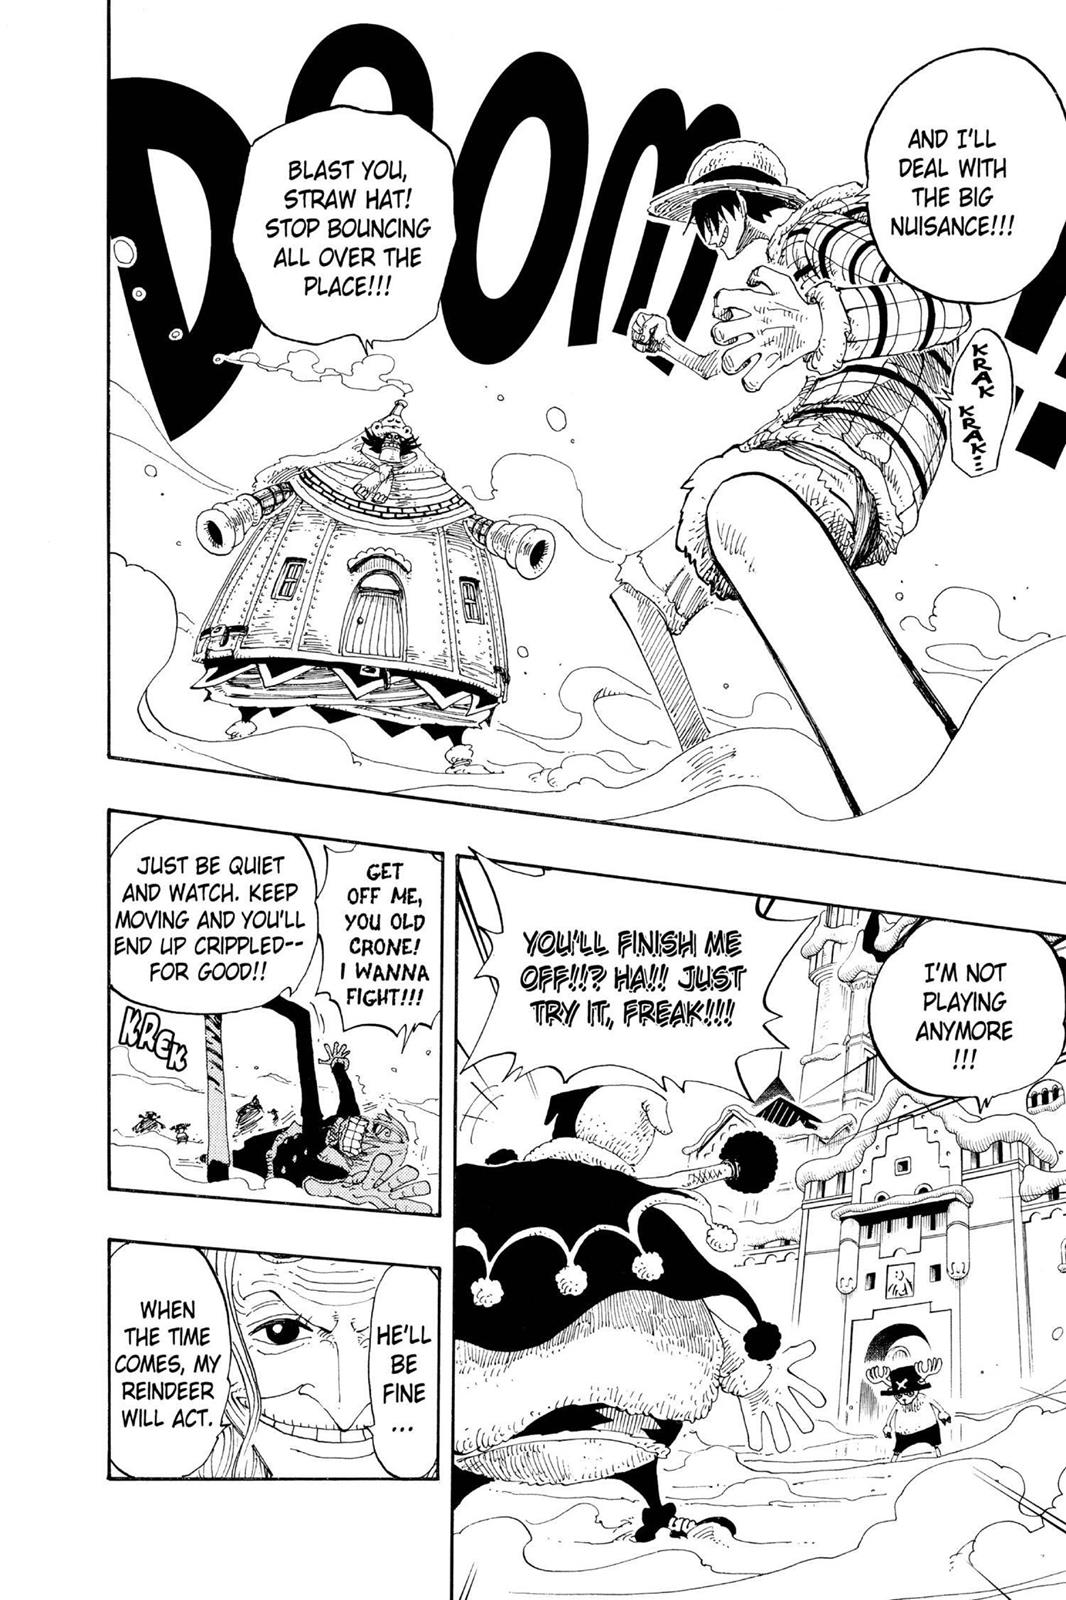 AND I'LL
DEAL WITH
THE BIG
NUISANCE!!!
DOOM!!!
BLAST YOU,
STRAW HAT!
STOP BOUNCING
ALL OVER THE
PLACE!!!
KRAK
KRAK...
I'M NOT
PLAYING
ANYMORE
!!!
YOU'LL FINISH ME
OFF!!? HA!! JUST
TRY IT, FREAK!!!
GET
OFF ME,
YOU OLD
CRONE!
I WANNA
FIGHT!!!
JUST BE QUIET
AND WATCH. KEEP
MOVING AND YOU'LL
END UP CRIPPLED--
FOR GOOD!!
KREK
HE'LL
BE
FINE
...
WHEN
THE TIME
COMES, MY
REINDEER
WILL ACT.